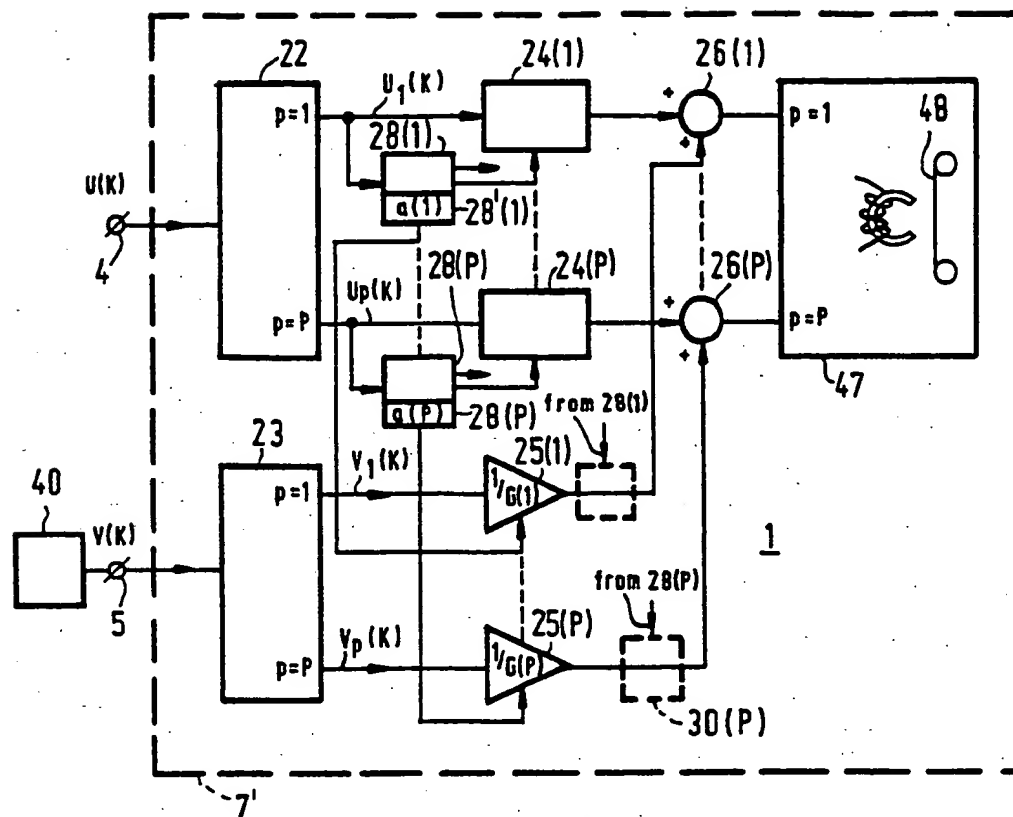 22
24(1)
26(1)
U₁(K)
p=1
28(1)
+
+
p=1
48
U(K)
a(1)
28'(1)
4
28(P)
24(P)
26(P)
Up(K)
+
p=P
+
p=P
47
a(P)
28(P)
from 28(1)
23
V₁(K)
25(1)
40
p=1
1/G(1)
1
V(K)
from 28(P)
5
Vp(K)
25(P)
p=P
1/G(P)
30(P)
7'